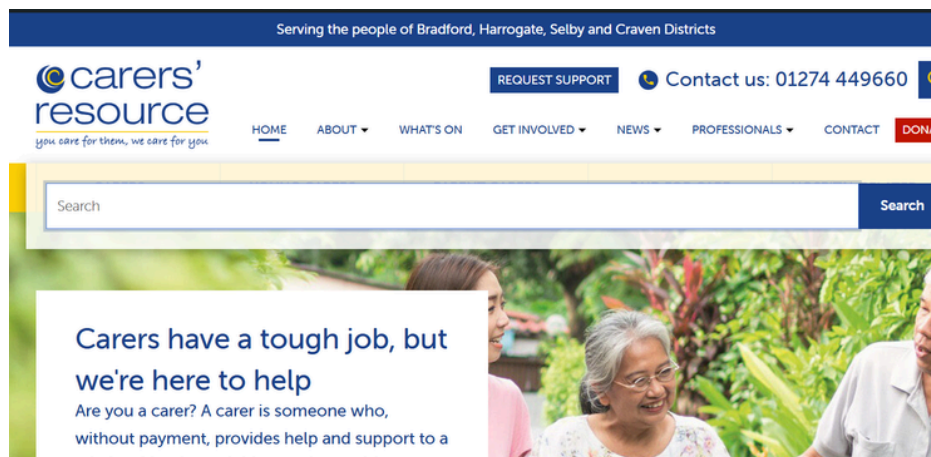 Serving the people of Bradford, Harrogate, Selby and Craven Districts
carers'
resource
you care for them, we care for you
REQUEST SUPPORT
Contact us: 01274 449660
HOME ABOUT WHAT'S ON GET INVOLVED NEWS PROFESSIONALS CONTACT
Search Search
Carers have a tough job, but
we're here to help
Are you a carer? A carer is someone who,
without payment, provides help and support to a